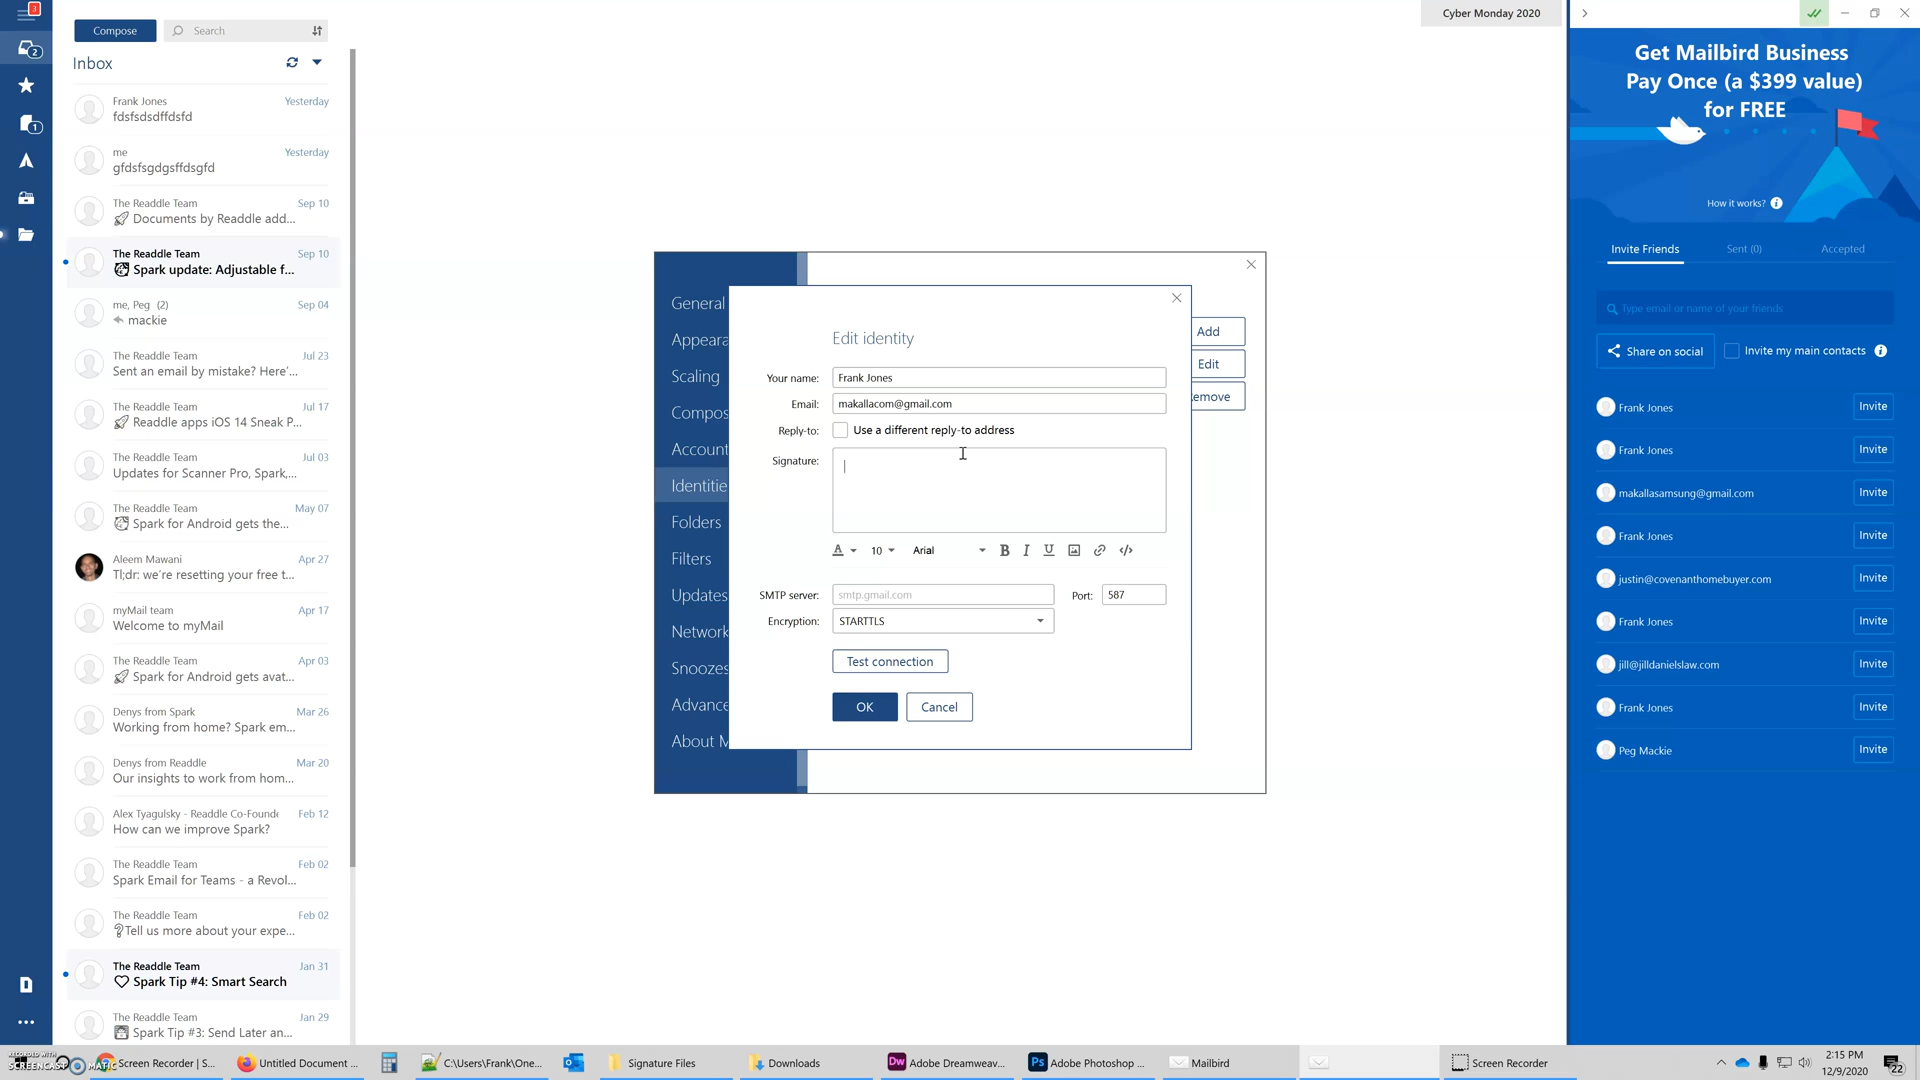 3
2
1
Compose
Search
Inbox
Frank Jones Yesterday
fdsfsdsdffdsfd
me Yesterday
gfdsfsgdgsffdsgfd
The Readdle Team Sep 10
Documents by Readdle add...
The Readdle Team Sep 10
Spark update: Adjustable f...
me, Peg (2) Sep 04
mackie
The Readdle Team Jul 23
Sent an email by mistake? Here'...
The Readdle Team Jul 17
Readdle apps iOS 14 Sneak P...
The Readdle Team Jul 03
Updates for Scanner Pro, Spark,...
The Readdle Team May 07
Spark for Android gets the...
Aleem Mawani Apr 27
Tl;dr: we're resetting your free t...
myMail team Apr 17
Welcome to myMail
The Readdle Team Apr 03
Spark for Android gets avat...
Denys from Spark Mar 26
Working from home? Spark em...
Denys from Readdle Mar 20
Our insights to work from hom...
Alex Tyagulsky - Readdle Co-Founde Feb 12
How can we improve Spark?
The Readdle Team Feb 02
Spark Email for Teams - a Revol...
The Readdle Team Feb 02
Tell us more about your expe...
The Readdle Team Jan 31
Spark Tip #4: Smart Search
The Readdle Team Jan 29
Spark Tip #3: Send Later an...
General
Appeara
Scaling
Compos
Account
Identitie
Folders
Filters
Updates
Network
Snoozes
Advance
About M
Add
Edit
emove
Edit identity
Your name: Frank Jones
Email: makallacom@gmail.com
Reply-to: Use a different reply-to address
Signature:
A 10 Arial B I U </>
SMTP server: smtp.gmail.com Port: 587
Encryption: STARTTLS
Test connection
OK Cancel
Cyber Monday 2020
Get Mailbird Business
Pay Once (a $399 value)
for FREE
How it works?
Invite Friends Sent (0) Accepted
Type email or name of your friends
Share on social Invite my main contacts
Frank Jones Invite
Frank Jones Invite
makallasamsung@gmail.com Invite
Frank Jones Invite
justin@covenanthomebuyer.com Invite
Frank Jones Invite
jill@jilldanielslaw.com Invite
Frank Jones Invite
Peg Mackie Invite
RECORDED WITH
SCREENCAST MATIC
Screen Recorder | S...
Untitled Document ...
C:\Users\Frank\One...
Signature Files
Downloads
Dw Adobe Dreamweav...
Ps Adobe Photoshop ...
Mailbird
Screen Recorder
2:15 PM
12/9/2020
22